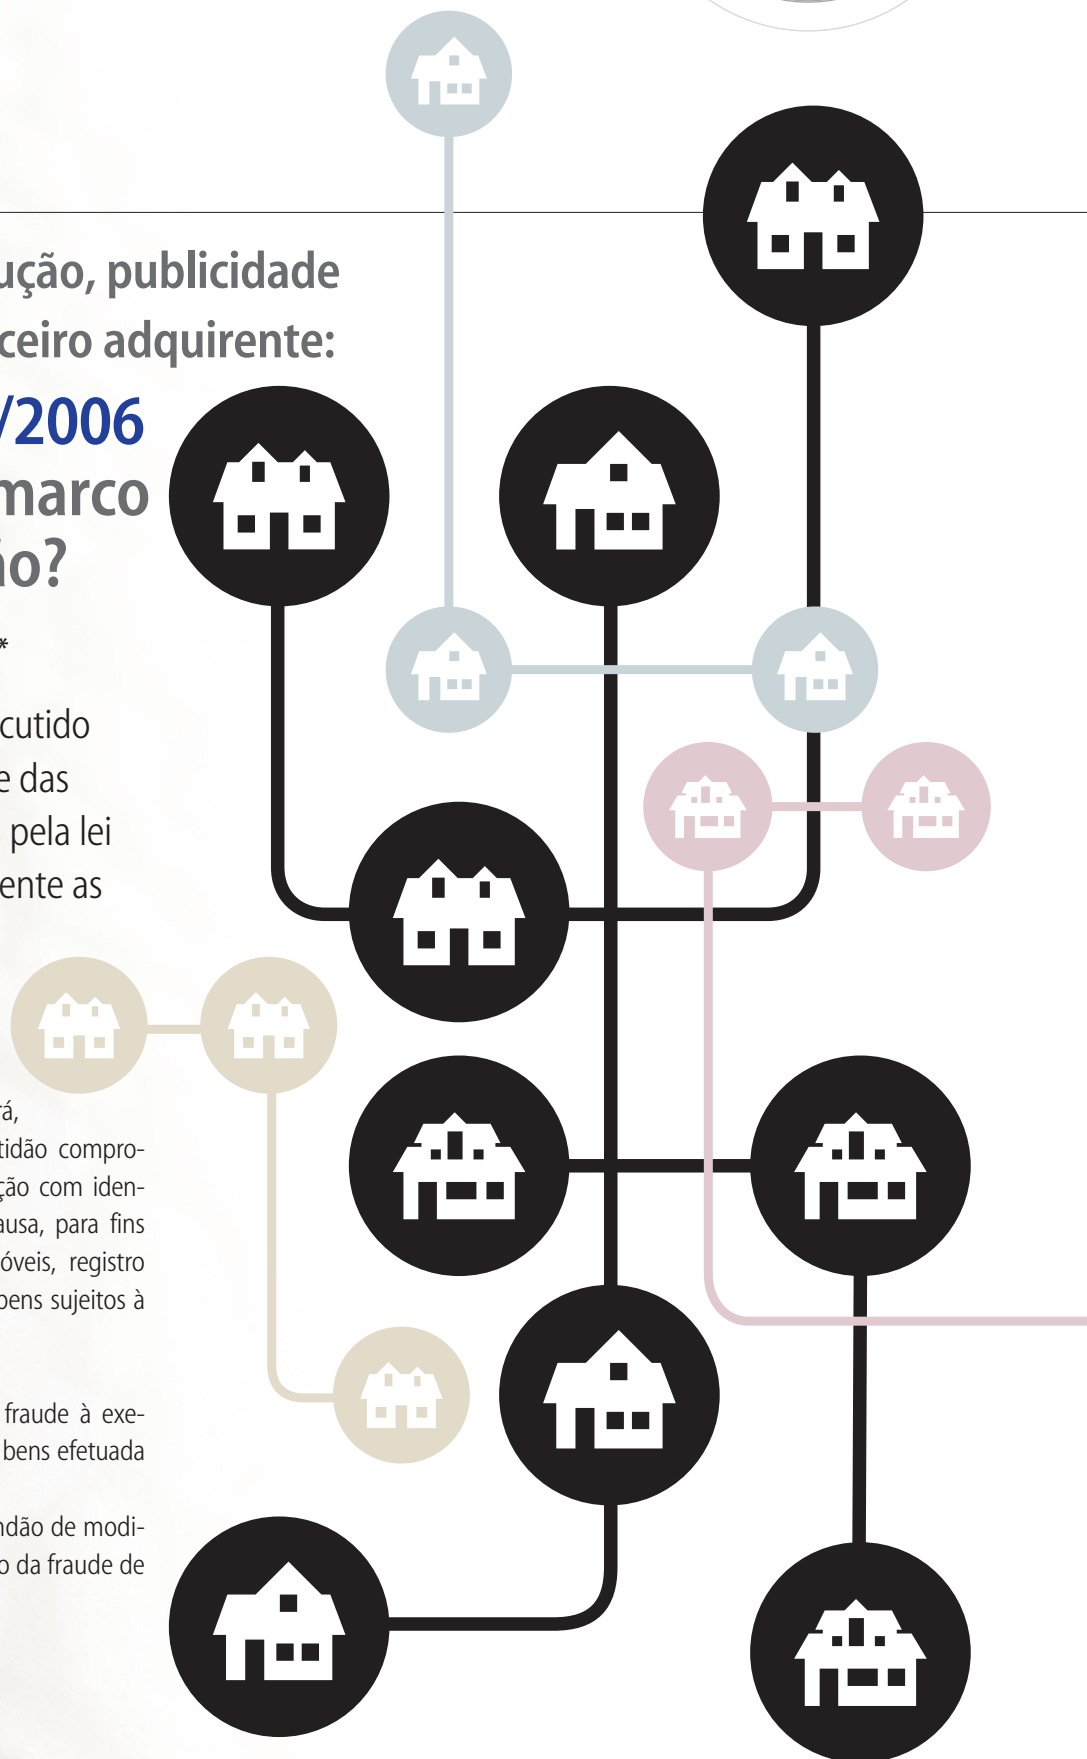 ução, publicidade
ceiro adquirente:
/2006
marco
ão?
*
cutido
e das
pela lei
ente as
rá,
tidão compro-
ção com iden-
ausa, para fins
óveis, registro
bens sujeitos à
fraude à exe-
bens efetuada
ndão de modi-
o da fraude de